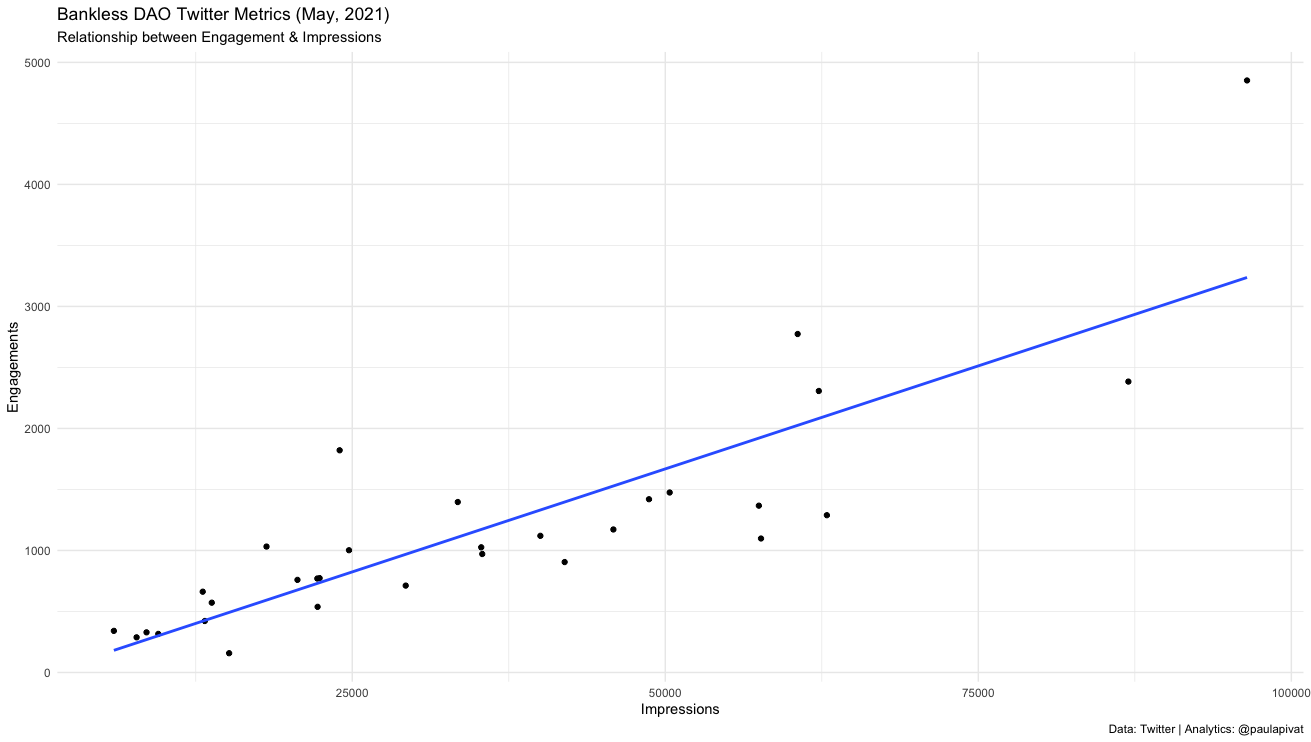 Bankless DAO Twitter Metrics (May, 2021)
Relationship between Engagement & Impressions
5000
4000
3000
2000
1000
0
Engagements
25000
50000
75000
100000
Impressions
Data: Twitter | Analytics: @paulapivat